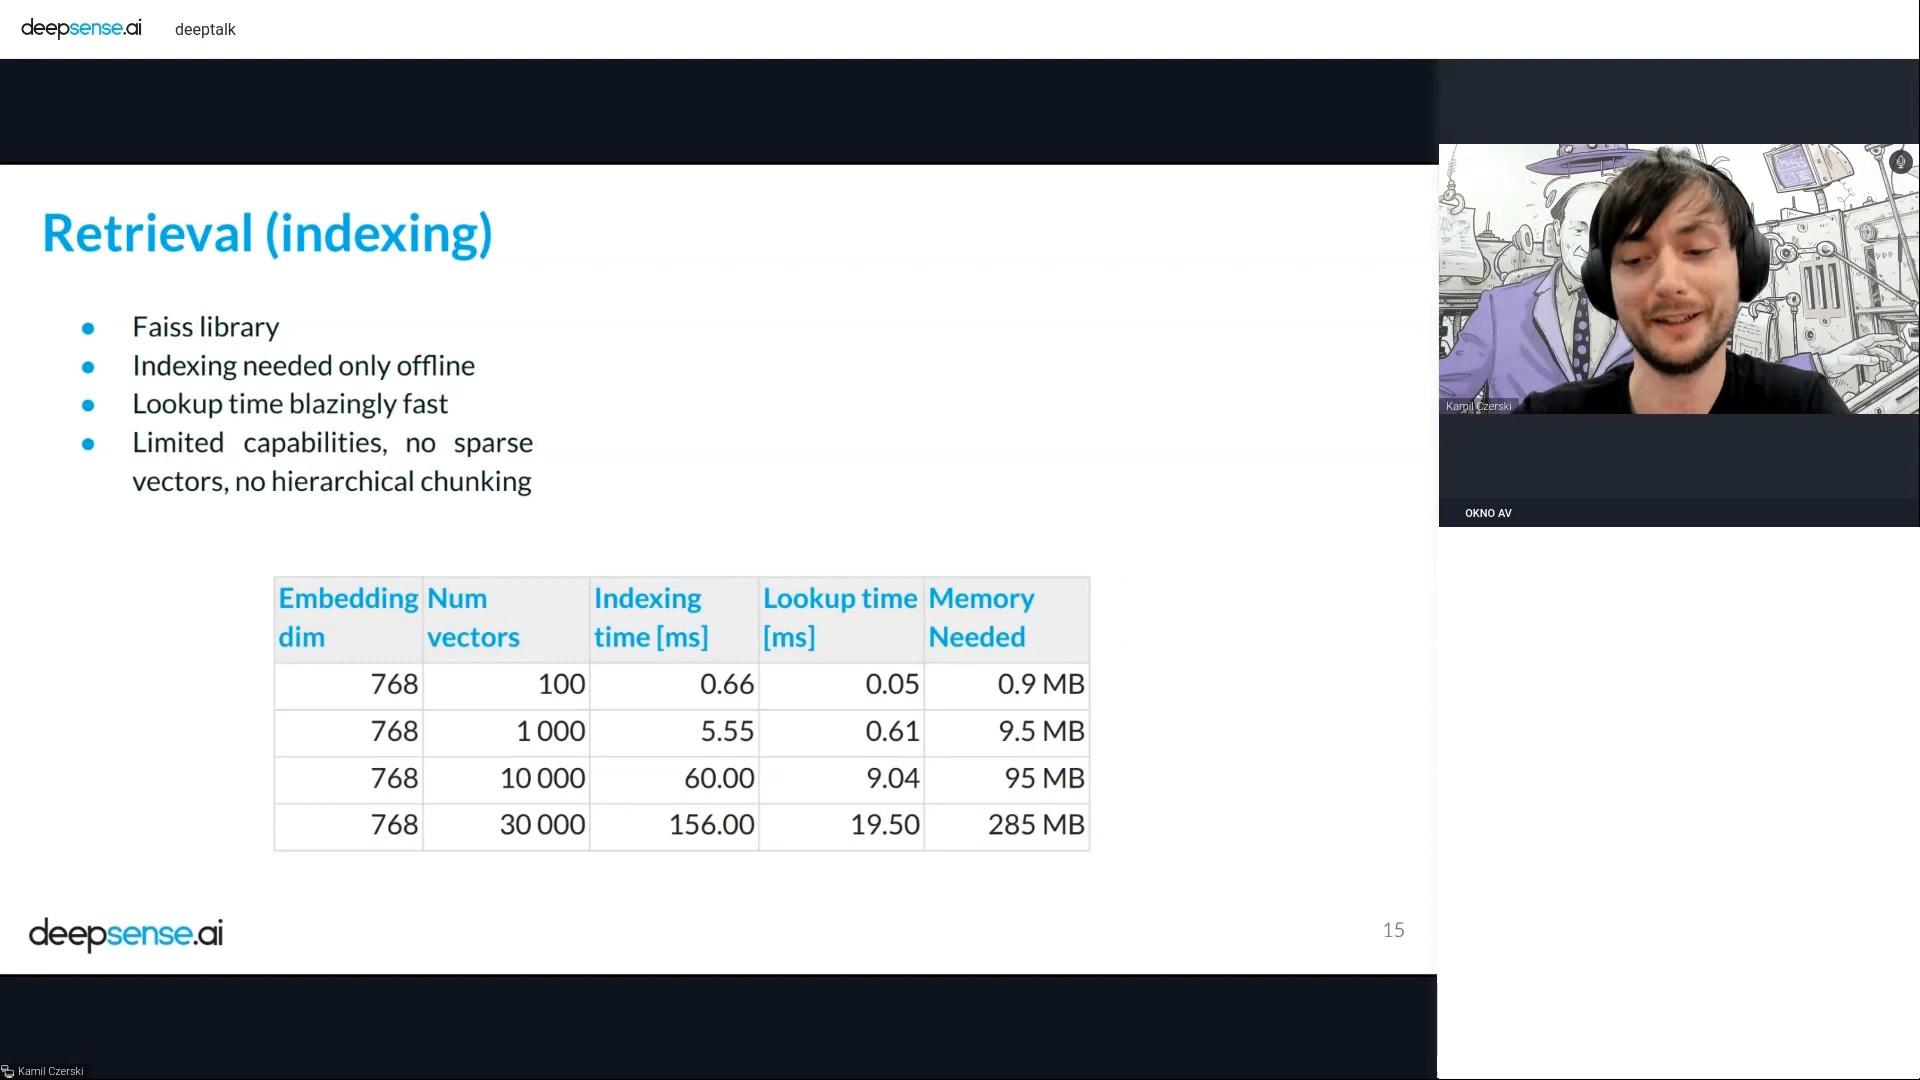 deepsense.ai deeptalk
Retrieval (indexing)
Faiss library
Indexing needed only offline
Lookup time blazingly fast
Limited capabilities, no sparse
vectors, no hierarchical chunking
Embedding dim Num vectors Indexing time [ms] Lookup time [ms] Memory Needed
768 100 0.66 0.05 0.9 MB
768 1 000 5.55 0.61 9.5 MB
768 10 000 60.00 9.04 95 MB
768 30 000 156.00 19.50 285 MB
deepsense.ai
15
Kamil Czerski
Kamil Czerski
OKNO AV